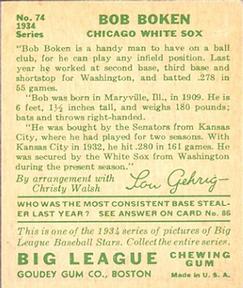 No. 74
1934
Series
BOB BOKEN
CHICAGO WHITE SOX
"Bob Boken is a handy man to have on a ball
club, for he can play any infield position. Last
year he worked at second base, third base and
shortstop for Washington, and batted .278 in
55 games.
"Bob was born in Maryville, Ill., in 1909. He is
6 feet, 1½ inches tall, and weighs 180 pounds;
bats and throws right-handed.
"He was bought by the Senators from Kansas
City, where he had played for two seasons. With
Kansas City in 1932, he hit .280 in 161 games. He
was secured by the White Sox from Washington
during the present season."
By arrangement with
Christy Walsh
Lou Gehrig
WHO WAS THE MOST CONSISTENT BASE STEAL-
ER LAST YEAR? SEE ANSWER ON CARD No. 86
This is one of the 1934 series of pictures of Big
League Baseball Stars. Collect the entire series.
BIG LEAGUE CHEWING GUM
GOUDEY GUM CO., BOSTON Made in U. S. A.